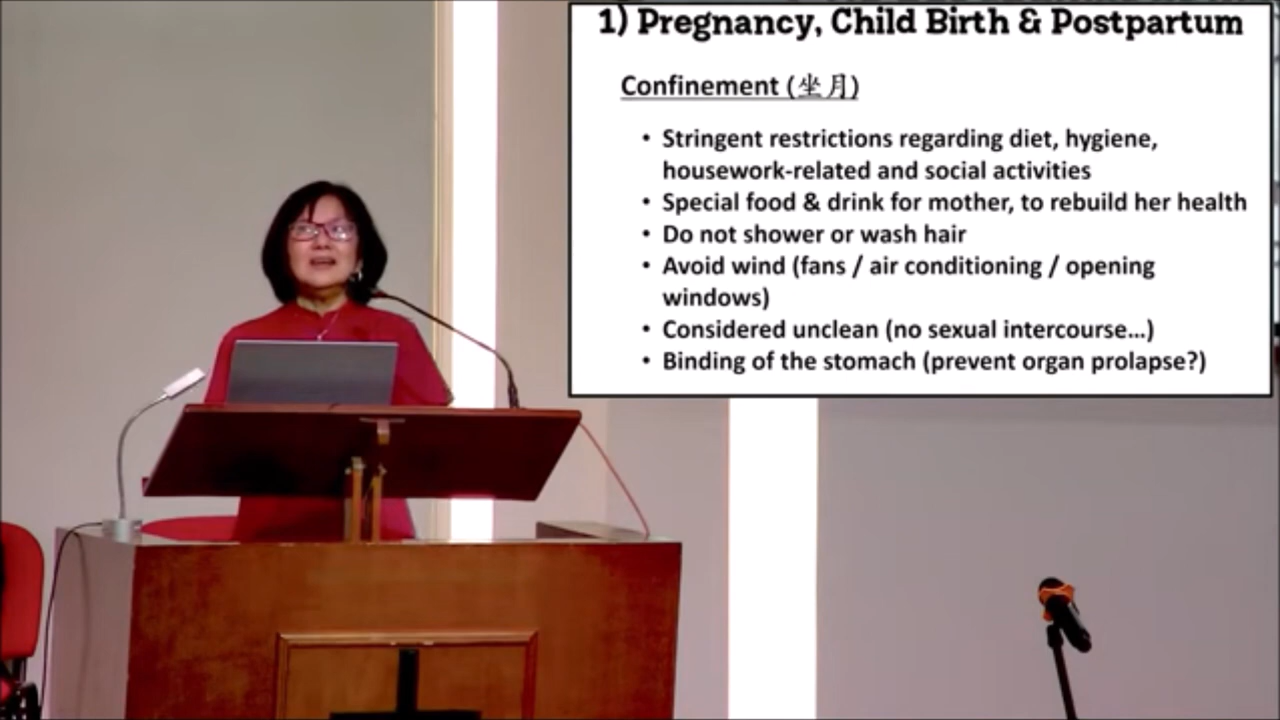 1) Pregnancy, Child Birth & Postpartum
Confinement (坐月)
• Stringent restrictions regarding diet, hygiene,
housework-related and social activities
• Special food & drink for mother, to rebuild her health
• Do not shower or wash hair
• Avoid wind (fans / air conditioning / opening
windows)
• Considered unclean (no sexual intercourse...)
• Binding of the stomach (prevent organ prolapse?)